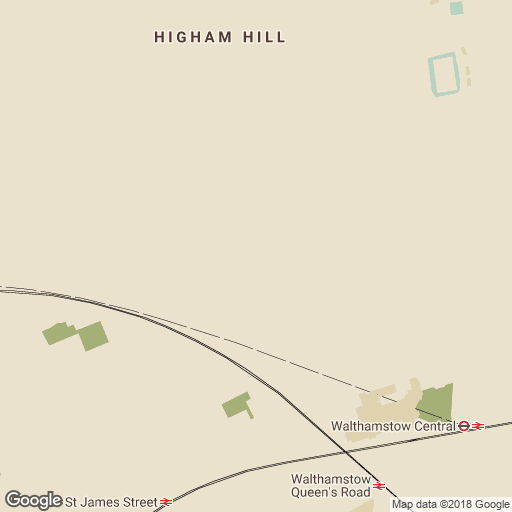 HIGHAM HILL
Walthamstow Central
Walthamstow
Queen's Road
St James Street
Google
Map data ©2018 Google